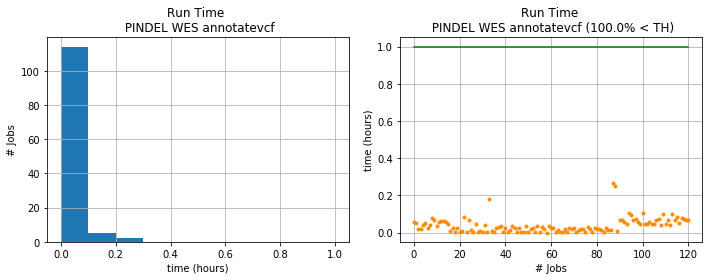 Run Time
PINDEL WES annotatevcf
# Jobs
100
80
60
40
20
0
0.0 0.2 0.4 0.6 0.8 1.0
time (hours)
Run Time
PINDEL WES annotatevcf (100.0% < TH)
time (hours)
1.0
0.8
0.6
0.4
0.2
0.0
0 20 40 60 80 100 120
# Jobs